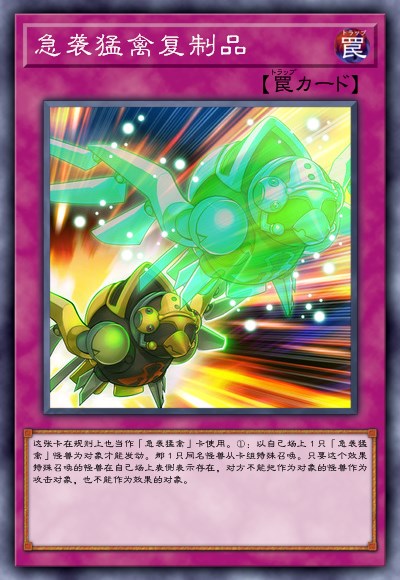 急袭猛禽复制品
トラップ
罠
トラップ
【罠カード】
这张卡在规则上也当作「急袭猛禽」卡使用。①：以自己场上1只「急袭猛
禽」怪兽为对象才能发动。那1只同名怪兽从卡组特殊召唤。只要这个效果
特殊召唤的怪兽在自己场上表侧表示存在，对方不能把作为对象的怪兽作为
攻击对象，也不能作为效果的对象。